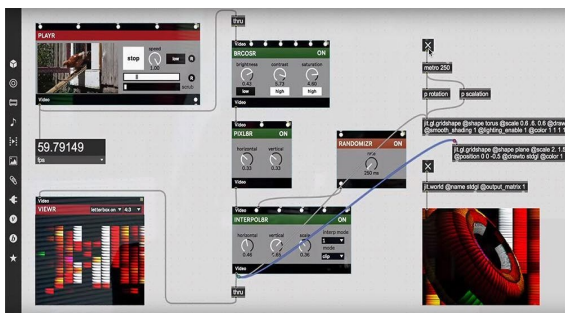 thru
PLAYR
stop
speed
1.00
low
scrub
Video
59.79149
fps
VIEWR
letterbox on
4:3
Video
BRCOSR
ON
brightness
contrast
saturation
low
high
high
Video
PIXL8R
ON
horizontal
vertical
0.33
0.33
Video
RANDOMIZR
ON
250 ms
Video
INTERPOL8R
ON
horizontal
vertical
scale
interp mode
1
mode
clip
0.46
0.36
Video
thru
metro 250
p rotation
p scalation
jit.gl.gridshape @shape torus @scale 0.6 .6. 0.6 @draw
@smooth_shading 1 @lighting_enable 1 @color 1 1 1 1
jit.gl.gridshape @shape plane @scale 2. 1.5
@position 0 0 -0.5 @drawto stdgl @color 1
jit.world @name stdgl @output_matrix 1